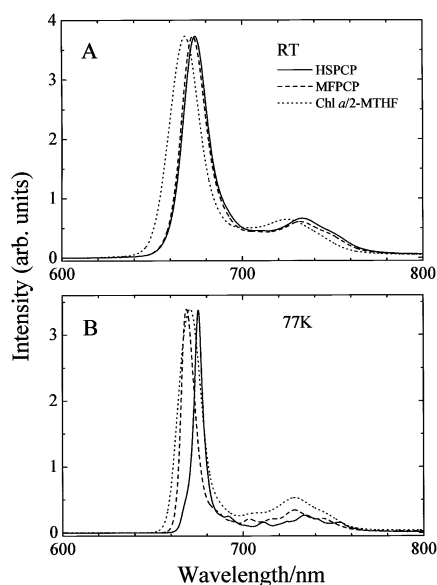 A
RT
HSPCP
MFPCP
Chl a/2-MTHF
4
3
2
1
0
600
700
800
Intensity (arb. units)
B
77K
3
2
1
0
600
700
800
Wavelength/nm